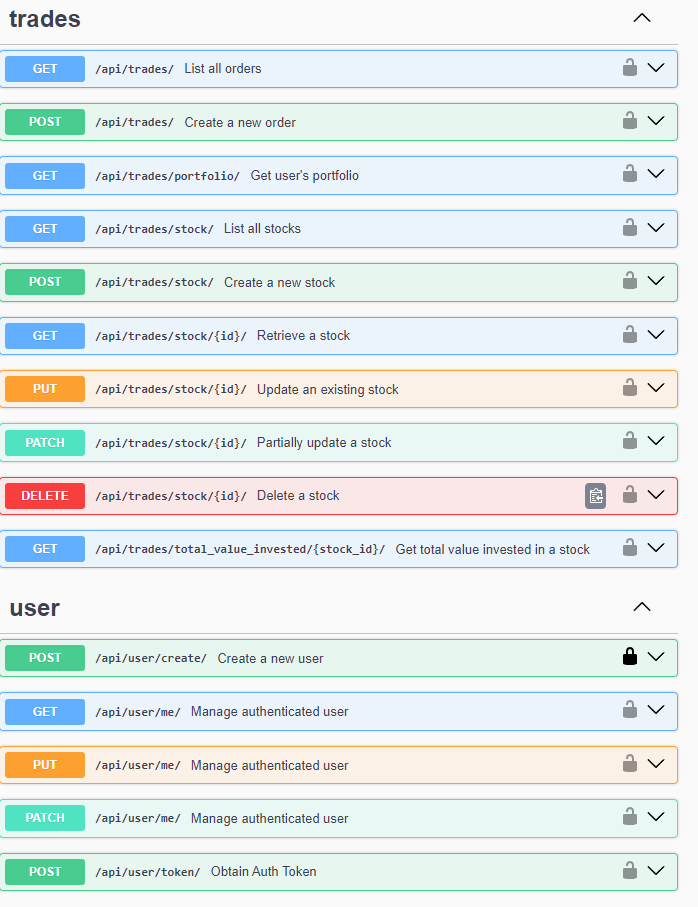 trades
GET /api/trades/ List all orders
POST /api/trades/ Create a new order
GET /api/trades/portfolio/ Get user's portfolio
GET /api/trades/stock/ List all stocks
POST /api/trades/stock/ Create a new stock
GET /api/trades/stock/{id}/ Retrieve a stock
PUT /api/trades/stock/{id}/ Update an existing stock
PATCH /api/trades/stock/{id}/ Partially update a stock
DELETE /api/trades/stock/{id}/ Delete a stock
GET /api/trades/total_value_invested/{stock_id}/ Get total value invested in a stock
user
POST /api/user/create/ Create a new user
GET /api/user/me/ Manage authenticated user
PUT /api/user/me/ Manage authenticated user
PATCH /api/user/me/ Manage authenticated user
POST /api/user/token/ Obtain Auth Token